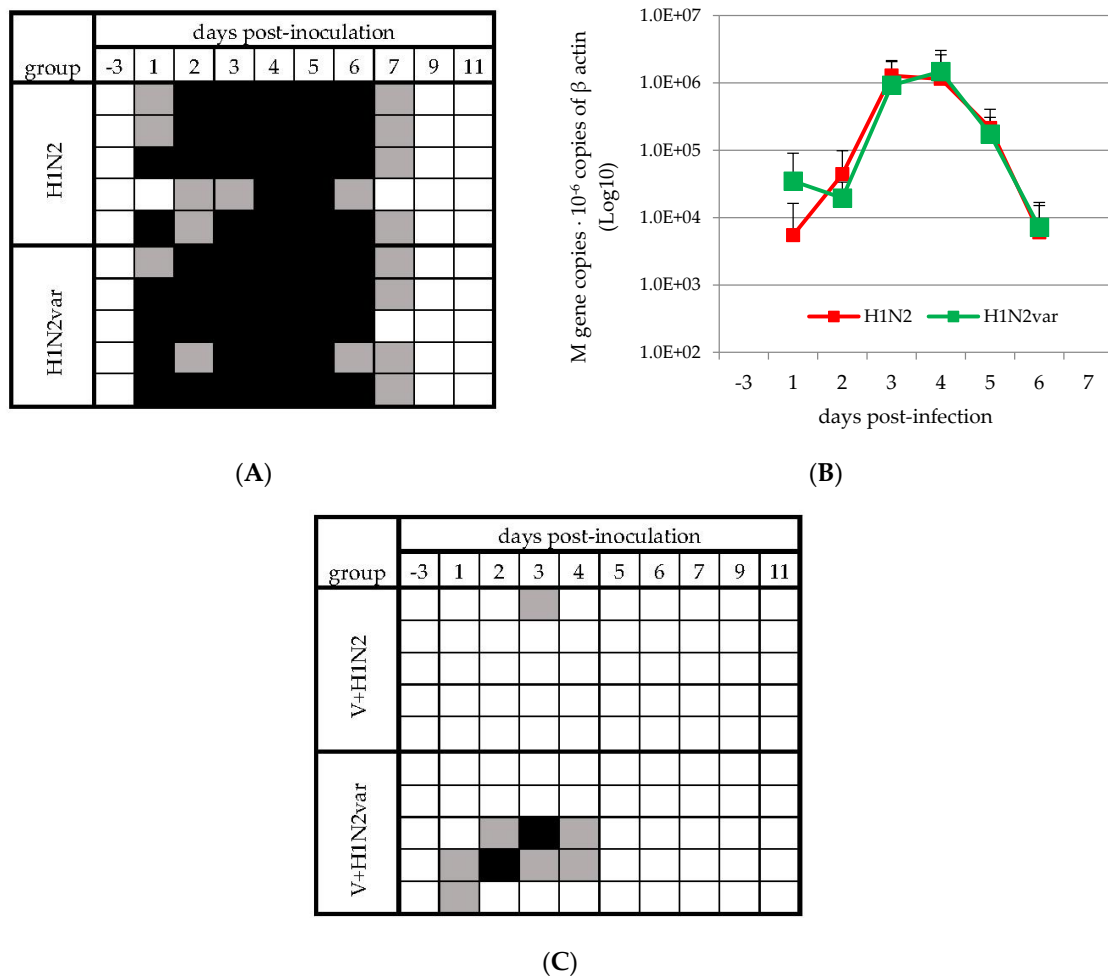 days post-inoculation
group -3 1 2 3 4 5 6 7 9 11
H1N2
H1N2var
(A)
M gene copies · 10⁻⁶ copies of β actin
(Log10)
1.0E+07
1.0E+06
1.0E+05
1.0E+04
1.0E+03
1.0E+02
H1N2 H1N2var
-3 1 2 3 4 5 6 7
days post-infection
(B)
days post-inoculation
group -3 1 2 3 4 5 6 7 9 11
V+H1N2
V+H1N2var
(C)